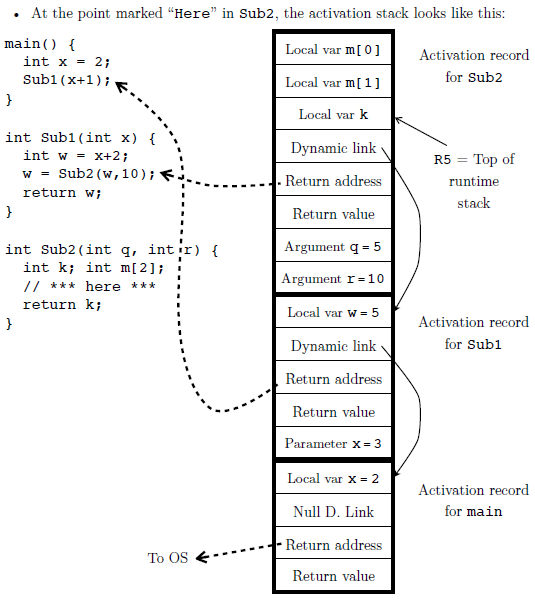 • At the point marked “Here” in Sub2, the activation stack looks like this:
main() {
int x = 2;
Sub1(x+1);
}
int Sub1(int x) {
int w = x+2;
w = Sub2(w,10);
return w;
}
int Sub2(int q, int r) {
int k; int m[2];
// *** here ***
return k;
}
Local var m[0]
Local var m[1]
Local var k
Dynamic link
Return address
Return value
Argument q = 5
Argument r = 10
Local var w = 5
Dynamic link
Return address
Return value
Parameter x = 3
Local var x = 2
Null D. Link
Return address
Return value
Activation record
for Sub2
R5 = Top of
runtime
stack
Activation record
for Sub1
Activation record
for main
To OS